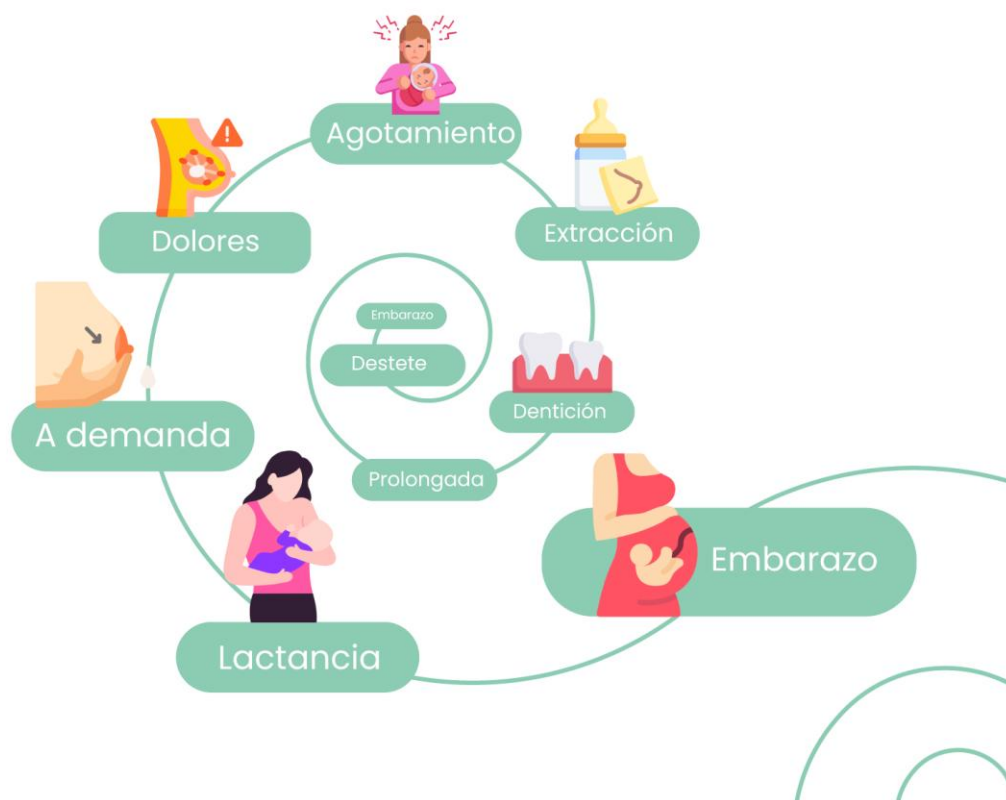 Agotamiento
Dolores
Extracción
Embarazo
Destete
A demanda
Dentición
Prolongada
Embarazo
Lactancia